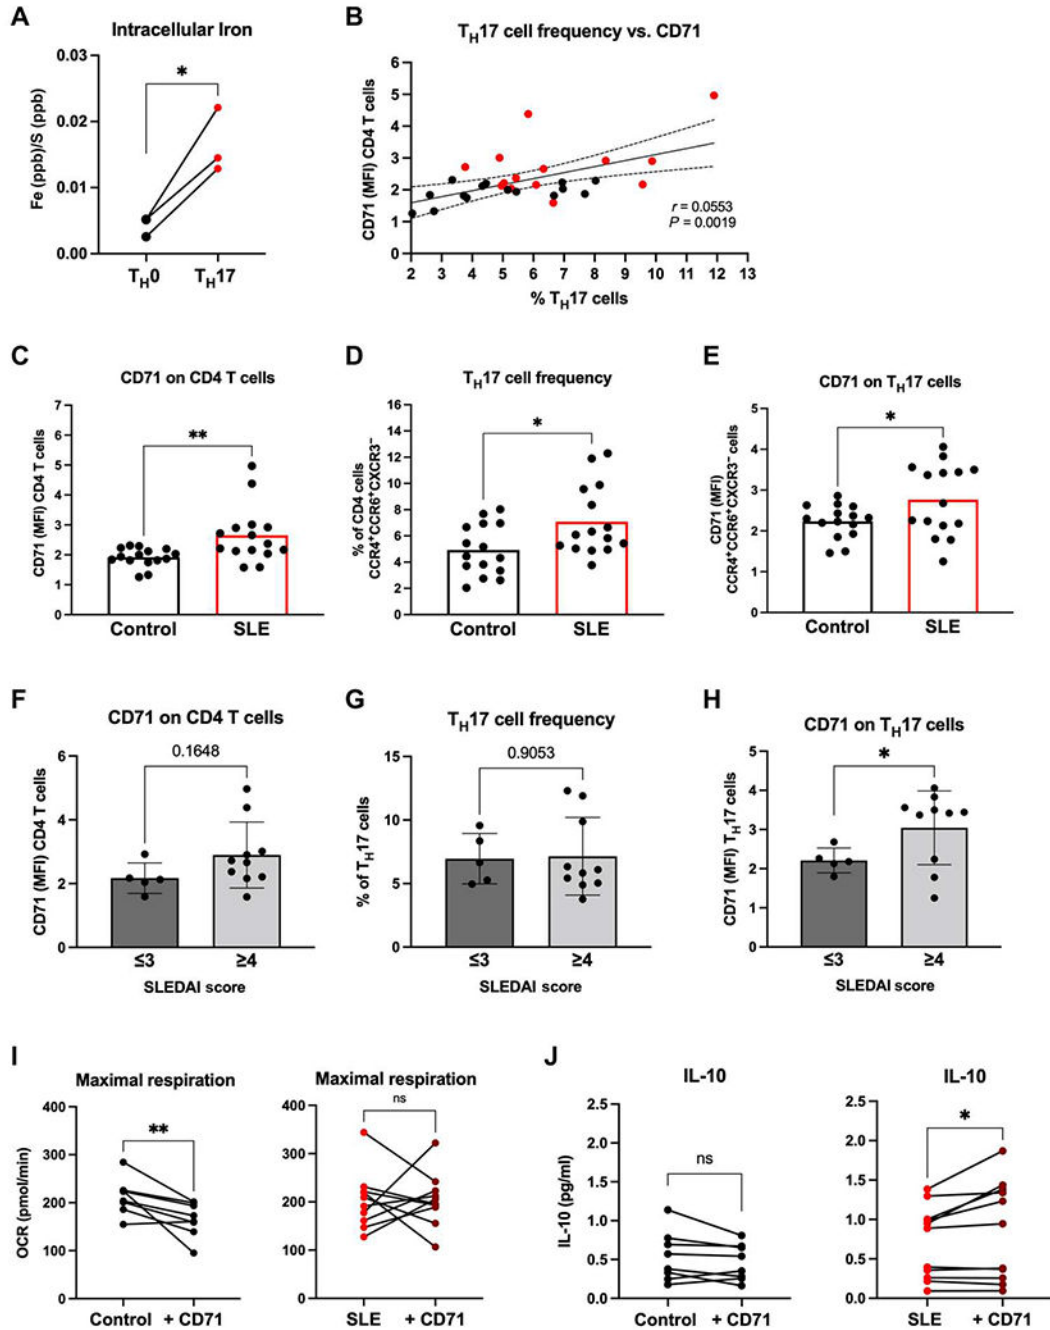 A
Intracellular Iron
0.03
0.02
0.01
0.00
Fe (ppb)/S (ppb)
*
TH0
TH17
B
TH17 cell frequency vs. CD71
6
5
4
3
2
1
0
CD71 (MFI) CD4 T cells
r = 0.0553
P = 0.0019
2 3 4 5 6 7 8 9 10 11 12 13
% TH17 cells
C
CD71 on CD4 T cells
7
6
5
4
3
2
1
0
CD71 (MFI) CD4 T cells
**
Control
SLE
D
TH17 cell frequency
16
14
12
10
8
6
4
2
0
% of CD4 cells
CCR4+CCR6+CXCR3−
*
Control
SLE
E
CD71 on TH17 cells
5
4
3
2
1
0
CD71 (MFI)
CCR4+CCR6+CXCR3− cells
*
Control
SLE
F
CD71 on CD4 T cells
6
4
2
0
CD71 (MFI) CD4 T cells
0.1648
≤3
≥4
SLEDAI score
G
TH17 cell frequency
15
10
5
0
% of TH17 cells
0.9053
≤3
≥4
SLEDAI score
H
CD71 on TH17 cells
5
4
3
2
1
0
CD71 (MFI) TH17 cells
*
≤3
≥4
SLEDAI score
I
Maximal respiration
400
300
200
100
0
OCR (pmol/min)
**
Control + CD71
Maximal respiration
400
300
200
100
0
ns
SLE + CD71
J
IL-10
2.5
2.0
1.5
1.0
0.5
0.0
IL-10 (pg/ml)
ns
Control + CD71
IL-10
2.5
2.0
1.5
1.0
0.5
0.0
*
SLE + CD71